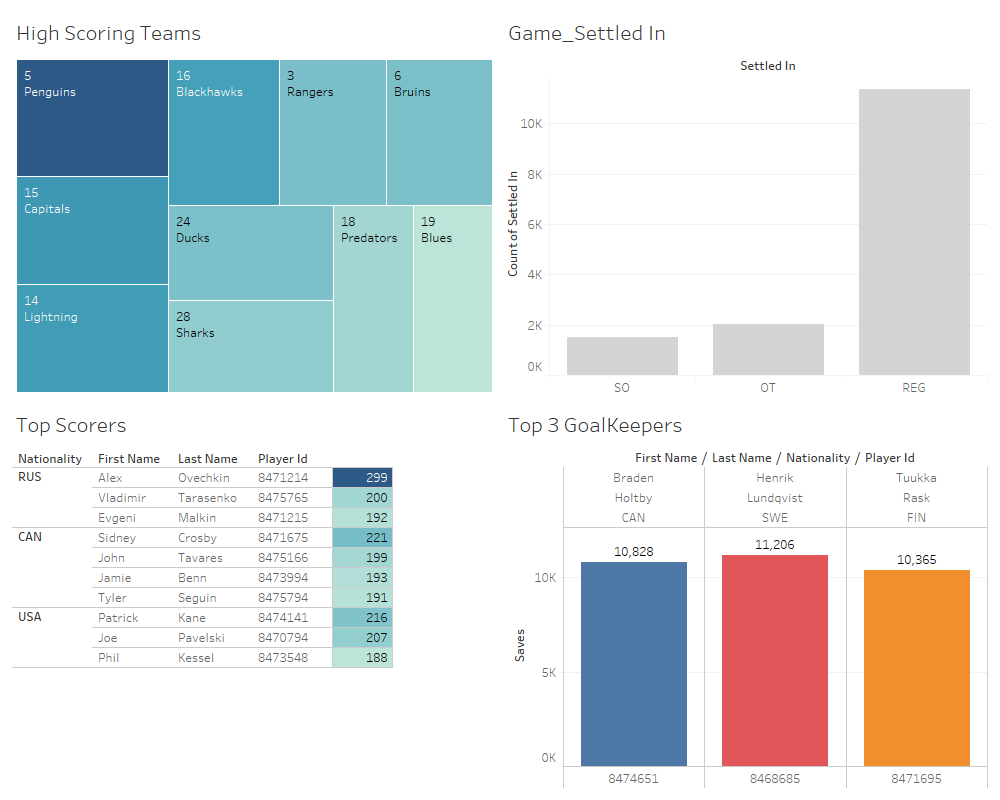 High Scoring Teams
5
Penguins
16
Blackhawks
3
Rangers
6
Bruins
15
Capitals
24
Ducks
18
Predators
19
Blues
14
Lightning
28
Sharks
Game_Settled In
Settled In
Count of Settled In
10K
8K
6K
4K
2K
0K
SO OT REG
Top Scorers
Nationality First Name Last Name Player Id
RUS Alex Ovechkin 8471214 299
Vladimir Tarasenko 8475765 200
Evgeni Malkin 8471215 192
CAN Sidney Crosby 8471675 221
John Tavares 8475166 199
Jamie Benn 8473994 193
Tyler Seguin 8475794 191
USA Patrick Kane 8474141 216
Joe Pavelski 8470794 207
Phil Kessel 8473548 188
Top 3 GoalKeepers
First Name / Last Name / Nationality / Player Id
Braden Henrik Tuukka
Holtby Lundqvist Rask
CAN SWE FIN
10,828 11,206 10,365
Saves
10K
5K
0K
8474651 8468685 8471695